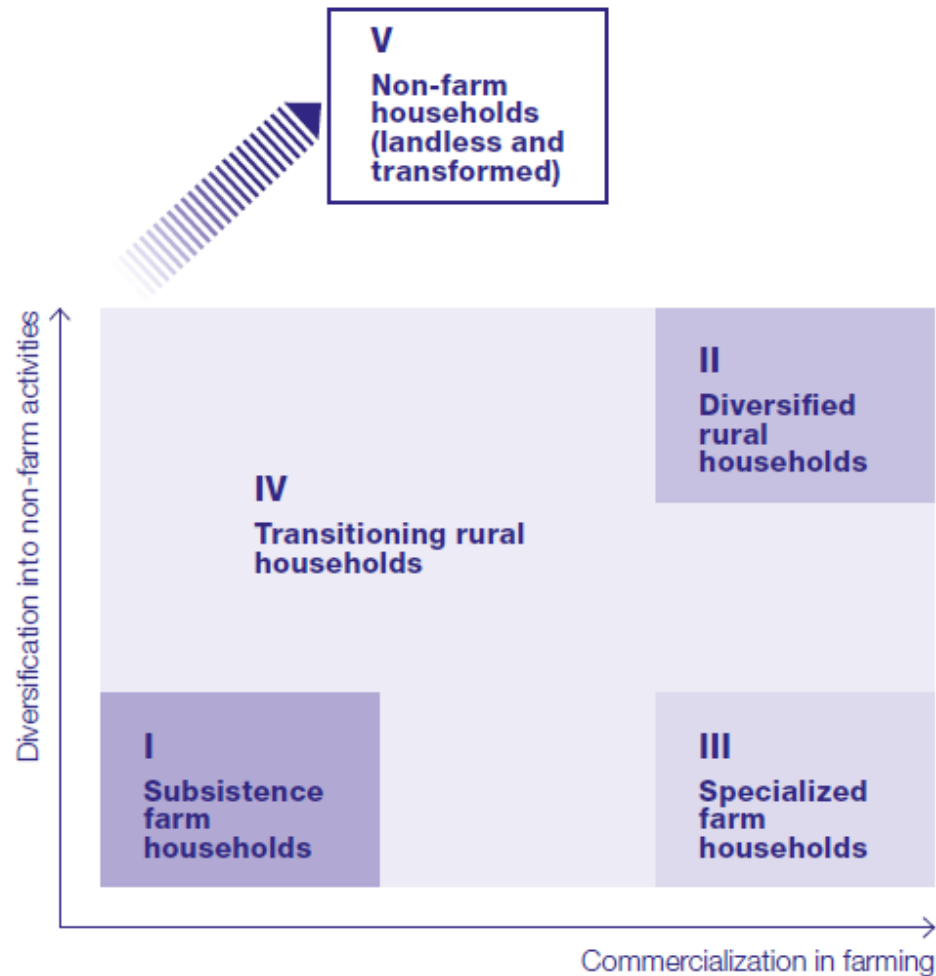 V
Non-farm
households
(landless and
transformed)
Diversification into non-farm activities
II
Diversified
rural
households
IV
Transitioning rural
households
I
Subsistence
farm
households
III
Specialized
farm
households
Commercialization in farming